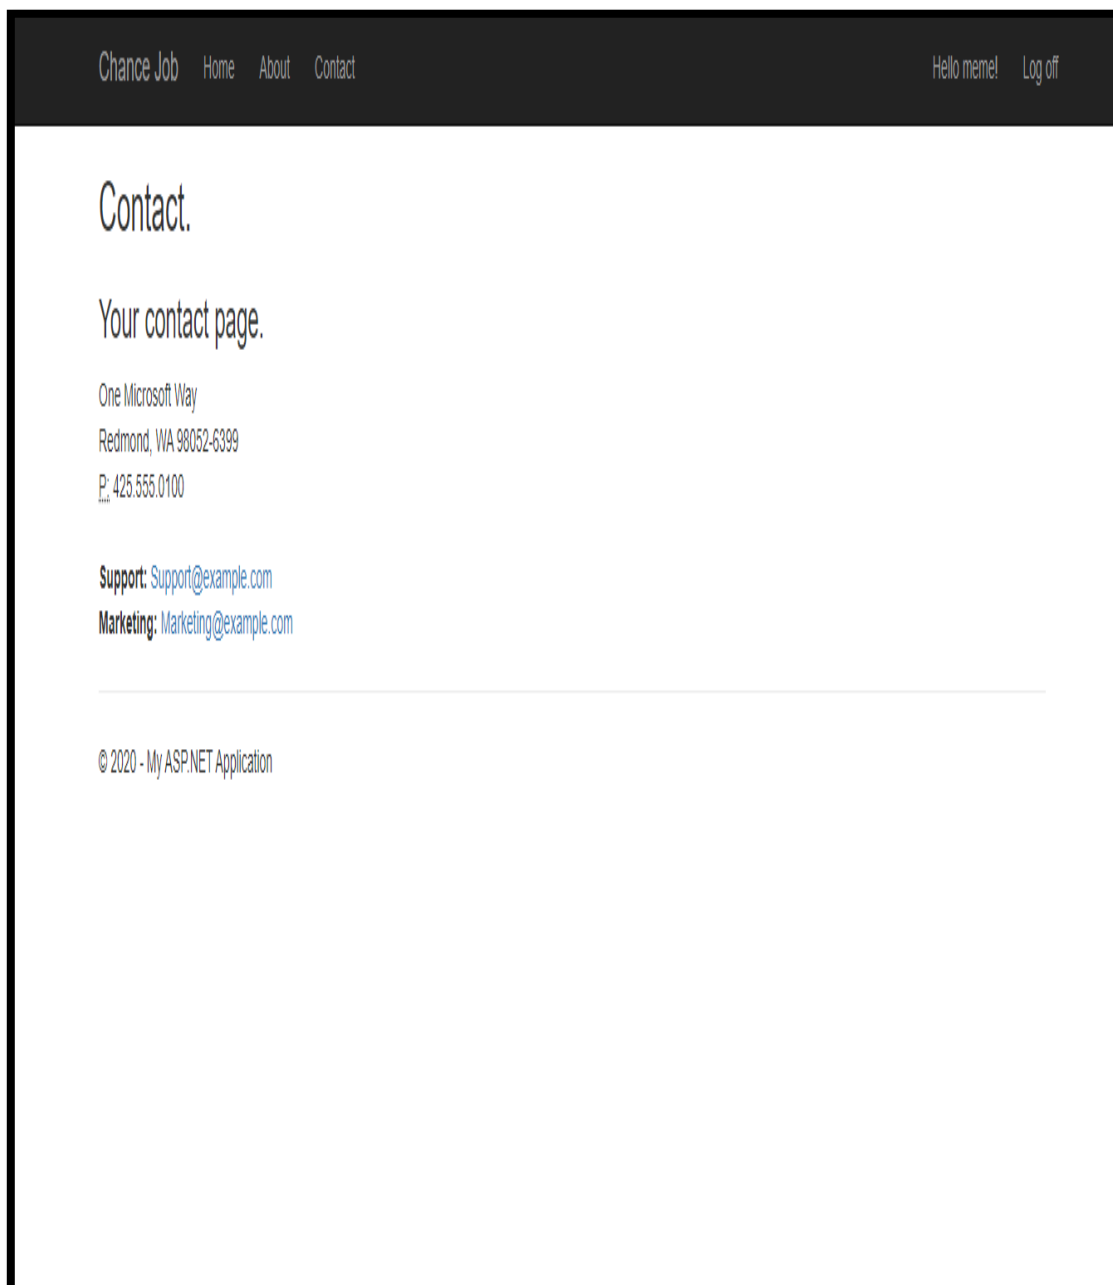 Chance Job Home About Contact Hello meme! Log off
Contact.
Your contact page.
One Microsoft Way
Redmond, WA 98052-6399
P: 425.555.0100
Support: Support@example.com
Marketing: Marketing@example.com
© 2020 - My ASP.NET Application